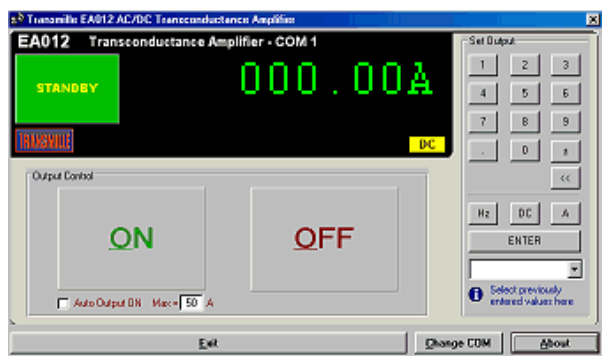 Transmille EA012 AC/DC Transconductance Amplifier
EA012 Transconductance Amplifier - COM 1
STANDBY
000.00A
TRANSMILLE
DC
Set Output
1 2 3
4 5 6
7 8 9
. 0 ±
<<
Hz DC A
ENTER
Select previously
entered values here
Output Control
ON OFF
Auto Output ON Max= 50 A
Exit Change COM About